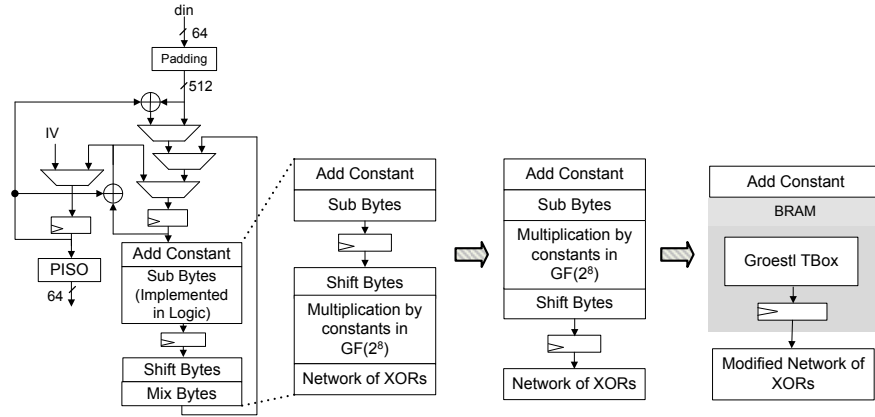 din
64
Padding
512
IV
PISO
64
Add Constant
Sub Bytes
(Implemented
in Logic)
Shift Bytes
Mix Bytes
Add Constant
Sub Bytes
Shift Bytes
Multiplication by
constants in
GF(2⁸)
Network of XORs
Add Constant
Sub Bytes
Multiplication by
constants in
GF(2⁸)
Shift Bytes
Network of XORs
Add Constant
BRAM
Groestl TBox
Modified Network of
XORs